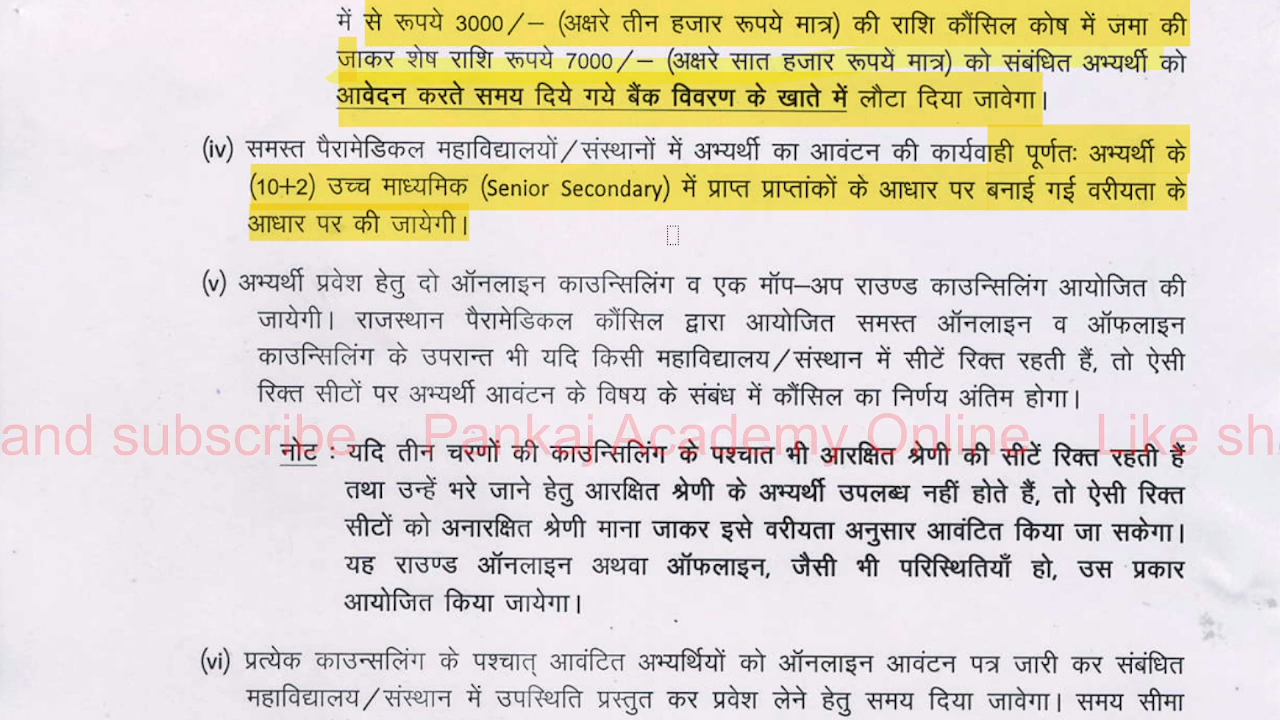 में से रूपये 3000/– (अक्षरे तीन हजार रूपये मात्र) की राशि कौंसिल कोष में जमा की
जाकर शेष राशि रूपये 7000/– (अक्षरे सात हजार रूपयें मात्र) को संबंधित अभ्यर्थी को
आवेदन करते समय दिये गये बैंक विवरण के खाते में लौटा दिया जावेगा।
(iv) समस्त पैरामेडिकल महाविद्यालयों/संस्थानों में अभ्यर्थी का आवंटन की कार्यवाही पूर्णतः अभ्यर्थी के
(10+2) उच्च माध्यमिक (Senior Secondary) में प्राप्त प्राप्तांकों के आधार पर बनाई गई वरीयता के
आधार पर की जायेगी।
(v) अभ्यर्थी प्रवेश हेतु दो ऑनलाइन काउन्सिलिंग व एक मॉप–अप राउण्ड काउन्सिलिंग आयोजित की
जायेगी। राजस्थान पैरामेडिकल कौंसिल द्वारा आयोजित समस्त ऑनलाइन व ऑफलाइन
काउन्सिलिंग के उपरान्त भी यदि किसी महाविद्यालय/संस्थान में सीटें रिक्त रहती हैं, तो ऐसी
रिक्त सीटों पर अभ्यर्थी आवंटन के विषय के संबंध में कौंसिल का निर्णय अंतिम होगा।
and subscribe Pankaj Academy Online Like sh
नोट : यदि तीन चरणों की काउन्सिलिंग के पश्चात भी आरक्षित श्रेणी की सीटें रिक्त रहती हैं
तथा उन्हें भरे जाने हेतु आरक्षित श्रेणी के अभ्यर्थी उपलब्ध नहीं होते हैं, तो ऐसी रिक्त
सीटों को अनारक्षित श्रेणी माना जाकर इसे वरीयता अनुसार आवंटित किया जा सकेगा।
यह राउण्ड ऑनलाइन अथवा ऑफलाइन, जैसी भी परिस्थितियाँ हो, उस प्रकार
आयोजित किया जायेगा।
(vi) प्रत्येक काउन्सलिंग के पश्चात् आवंटित अभ्यर्थियों को ऑनलाइन आवंटन पत्र जारी कर संबंधित
महाविद्यालय/संस्थान में उपस्थिति प्रस्तुत कर प्रवेश लेने हेतु समय दिया जावेगा। समय सीमा